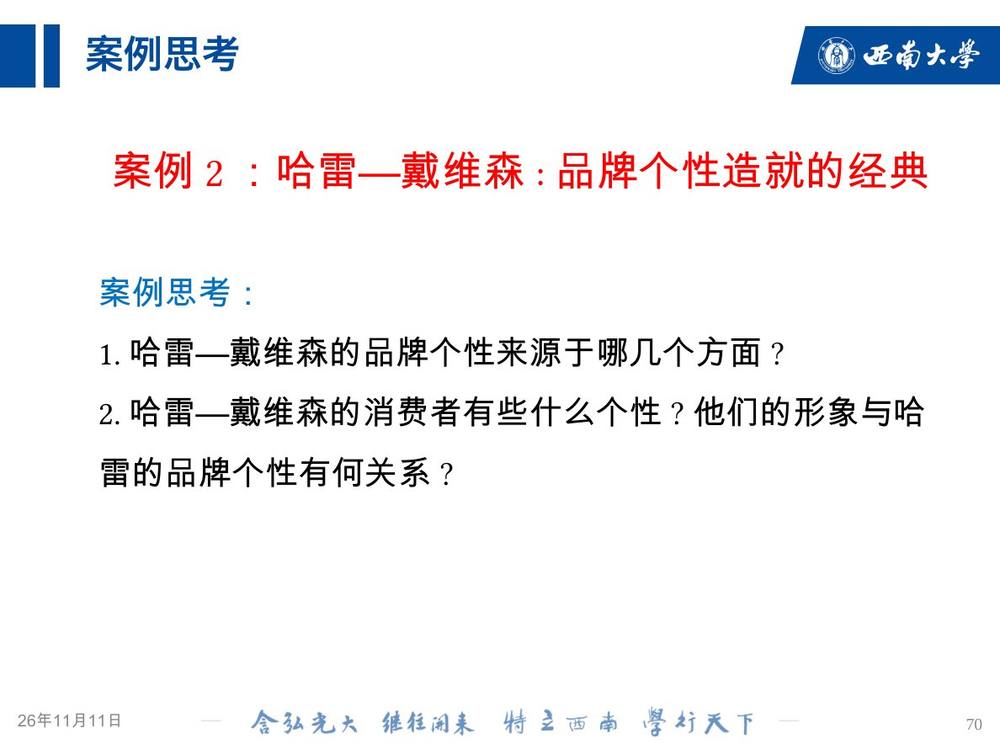 案例思考
西南大学
案例 2 ：哈雷—戴维森 : 品牌个性造就的经典
案例思考：
1. 哈雷—戴维森的品牌个性来源于哪几个方面？
2. 哈雷—戴维森的消费者有些什么个性？他们的形象与哈
雷的品牌个性有何关系？
26年11月11日
含弘光大 继往开来 特立西南 學行天下
70